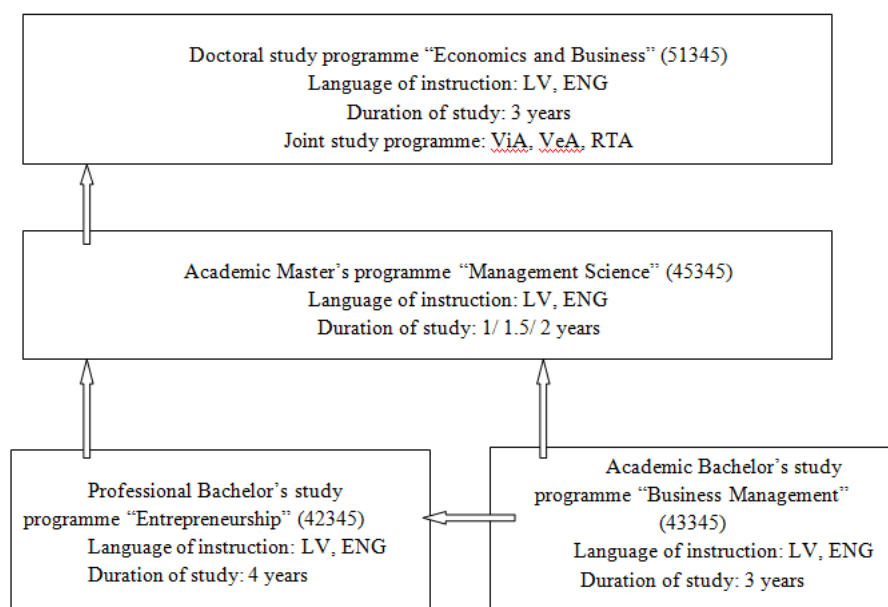 Doctoral study programme “Economics and Business” (51345)
Language of instruction: LV, ENG
Duration of study: 3 years
Joint study programme: ViA, VeA, RTA
Academic Master’s programme “Management Science” (45345)
Language of instruction: LV, ENG
Duration of study: 1/ 1.5/ 2 years
Professional Bachelor’s study
programme “Entrepreneurship” (42345)
Language of instruction: LV, ENG
Duration of study: 4 years
Academic Bachelor’s study
programme “Business Management”
(43345)
Language of instruction: LV, ENG
Duration of study: 3 years